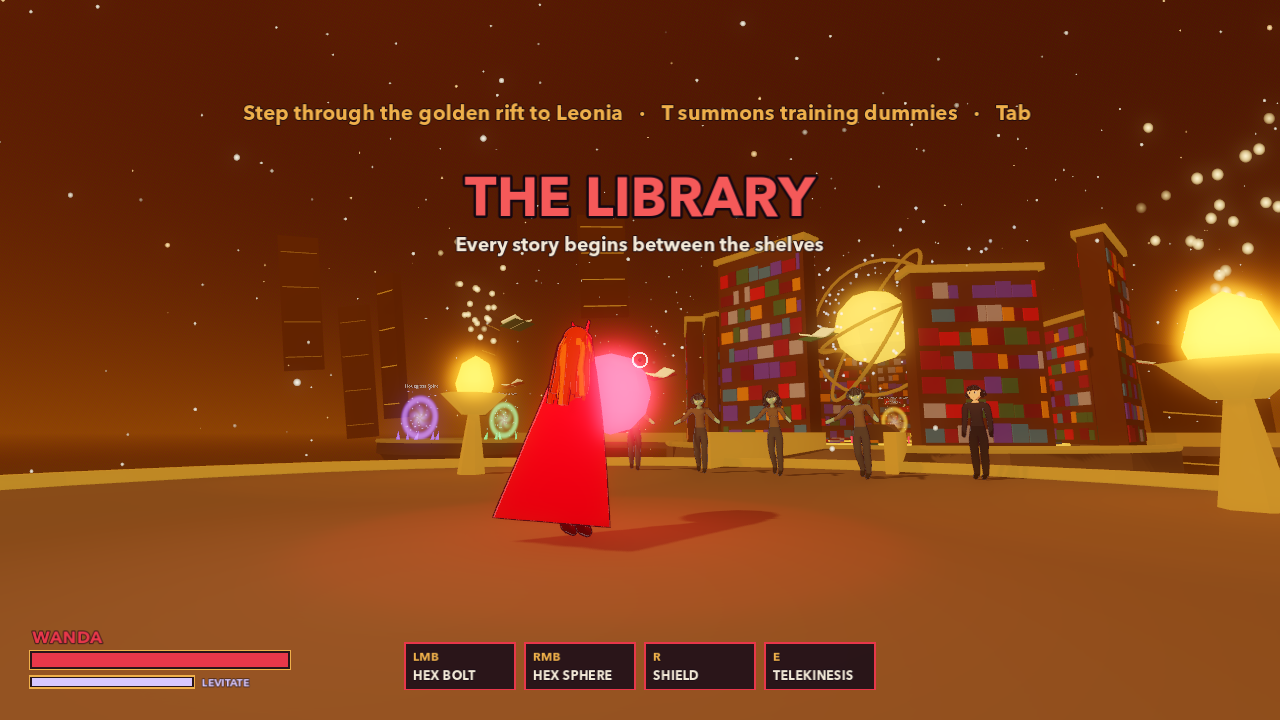 Step through the golden rift to Leonia · T summons training dummies · Tab
THE LIBRARY
Every story begins between the shelves
WANDA
LEVITATE
LMB
HEX BOLT
RMB
HEX SPHERE
R
SHIELD
E
TELEKINESIS